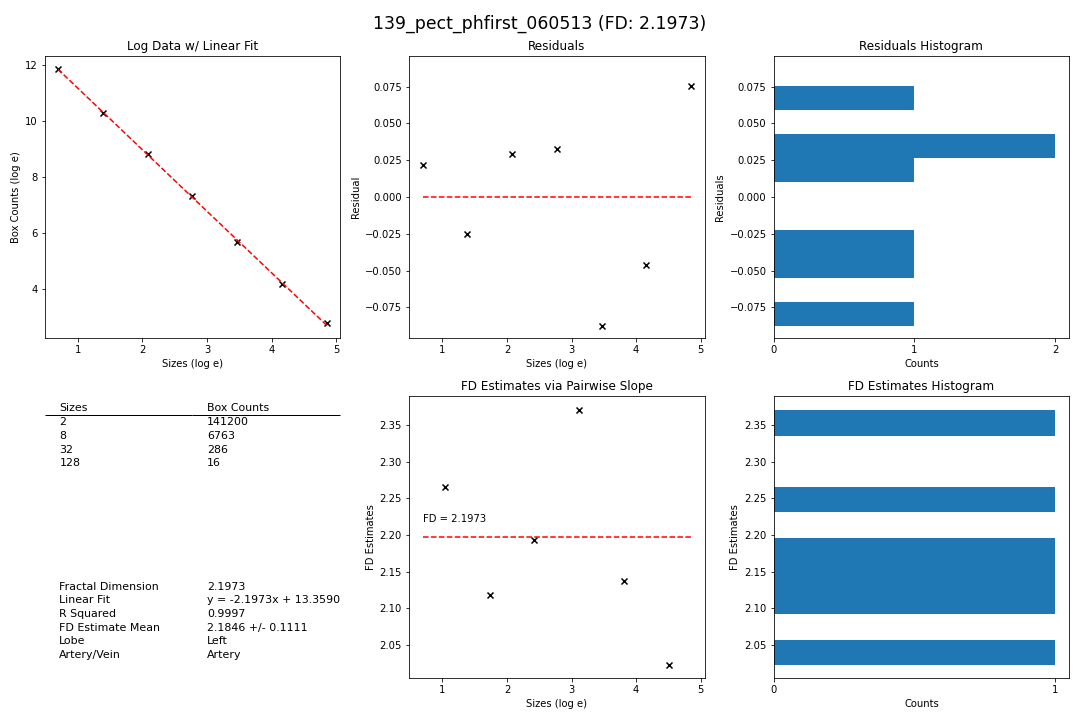 139_pect_phfirst_060513 (FD: 2.1973)
Log Data w/ Linear Fit
12
10
8
6
4
Box Counts (log e)
1 2 3 4 5
Sizes (log e)
Residuals
0.075
0.050
0.025
0.000
−0.025
−0.050
−0.075
Residual
1 2 3 4 5
Sizes (log e)
Residuals Histogram
0.075
0.050
0.025
0.000
−0.025
−0.050
−0.075
Residuals
0 1 2
Counts
Sizes Box Counts
2 141200
8 6763
32 286
128 16
Fractal Dimension 2.1973
Linear Fit y = -2.1973x + 13.3590
R Squared 0.9997
FD Estimate Mean 2.1846 +/- 0.1111
Lobe Left
Artery/Vein Artery
FD Estimates via Pairwise Slope
2.35
2.30
2.25
2.20
2.15
2.10
2.05
FD Estimates
FD = 2.1973
1 2 3 4 5
Sizes (log e)
FD Estimates Histogram
2.35
2.30
2.25
2.20
2.15
2.10
2.05
FD Estimates
0 1
Counts